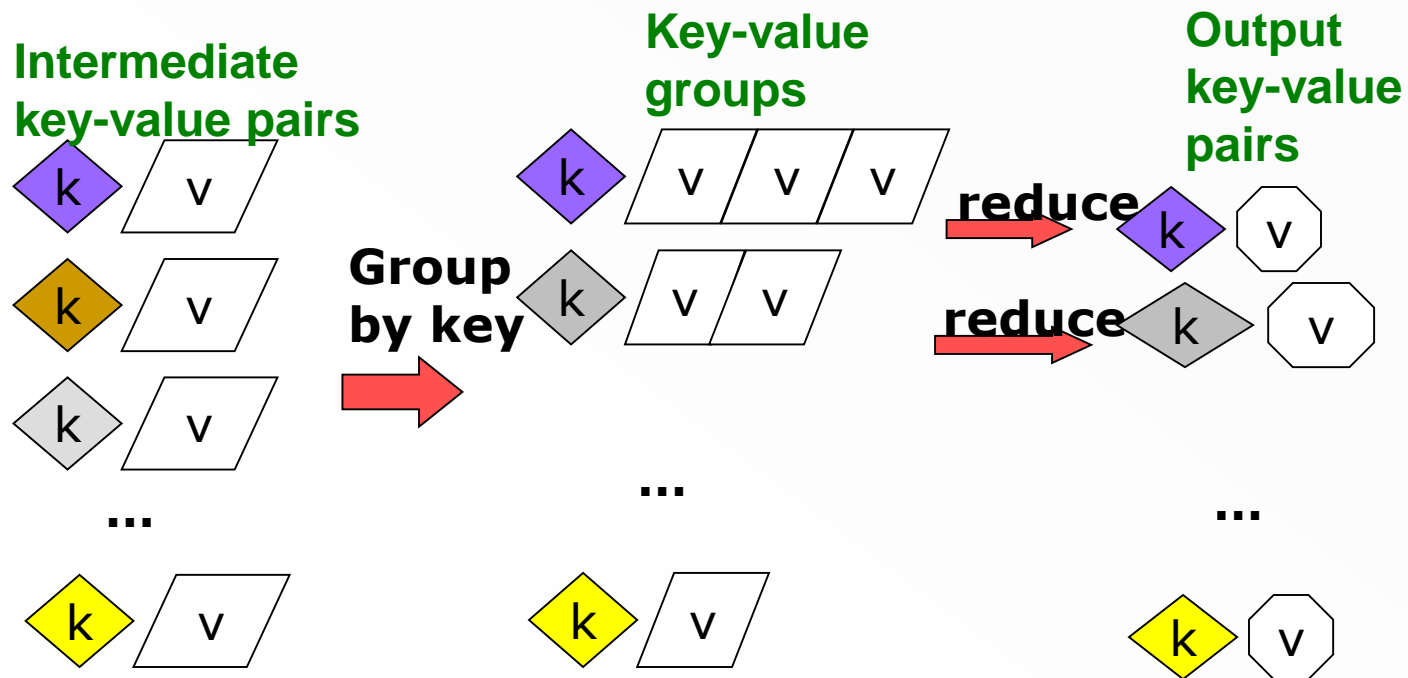 Intermediate
key-value pairs
k v
k v
k v
...
k v
Group
by key
Key-value
groups
k v v v
k v v
...
k v
reduce
reduce
Output
key-value
pairs
k v
k v
...
k v